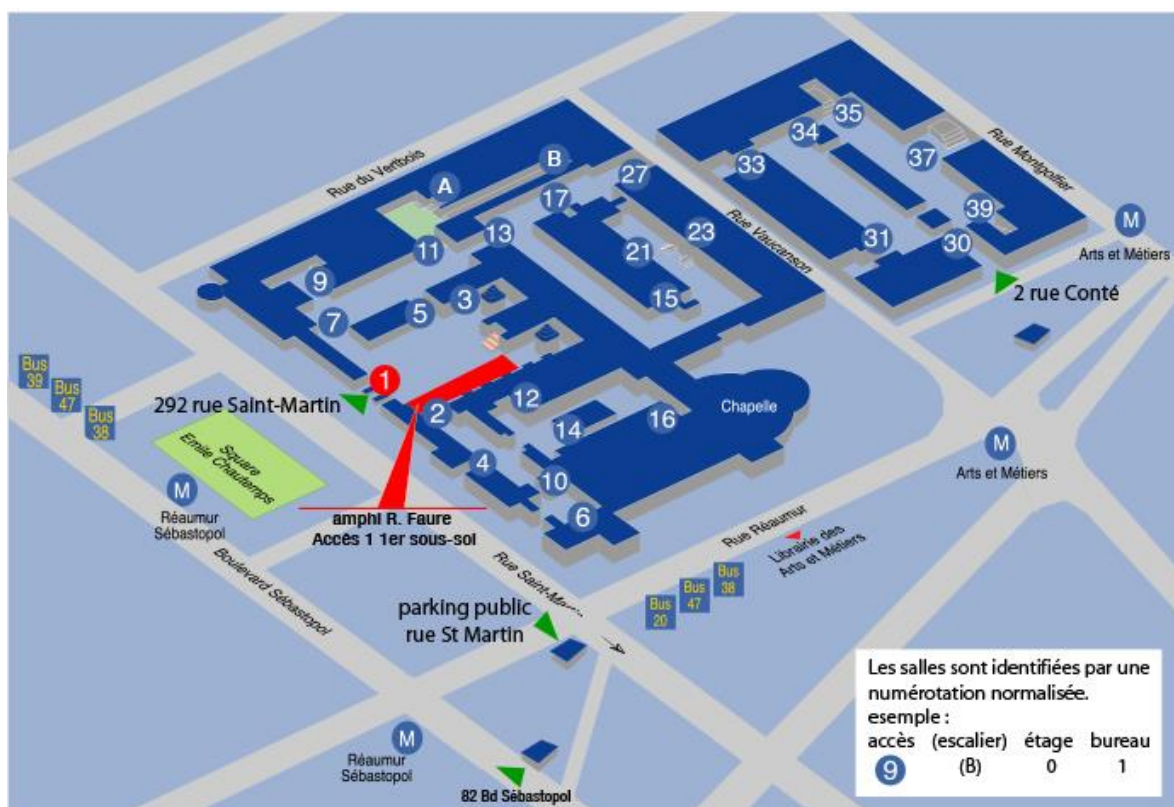 Rue du Vertbois
A
B
35
34
37
Rue Montgolfier
33
27
17
Rue Vaucanson
39
M
Arts et Métiers
13
11
23
21
31
30
9
3
15
2 rue Conté
7
5
Bus
39
Bus
47
Bus
38
1
292 rue Saint-Martin
2
12
16
Chapelle
Square
Emile Chautemps
14
M
Arts et Métiers
4
10
M
Réaumur
Sébastopol
6
amphi R. Faure
Accès 1 1er sous-sol
Rue Réaumur
Librairie des
Arts et Métiers
Boulevard Sébastopol
Rue Saint-Martin
Bus
20
Bus
47
Bus
38
parking public
rue St Martin
Les salles sont identifiées par une
numérotation normalisée.
esemple :
accès (escalier) étage bureau
9 (B) 0 1
M
Réaumur
Sébastopol
82 Bd Sébastopol